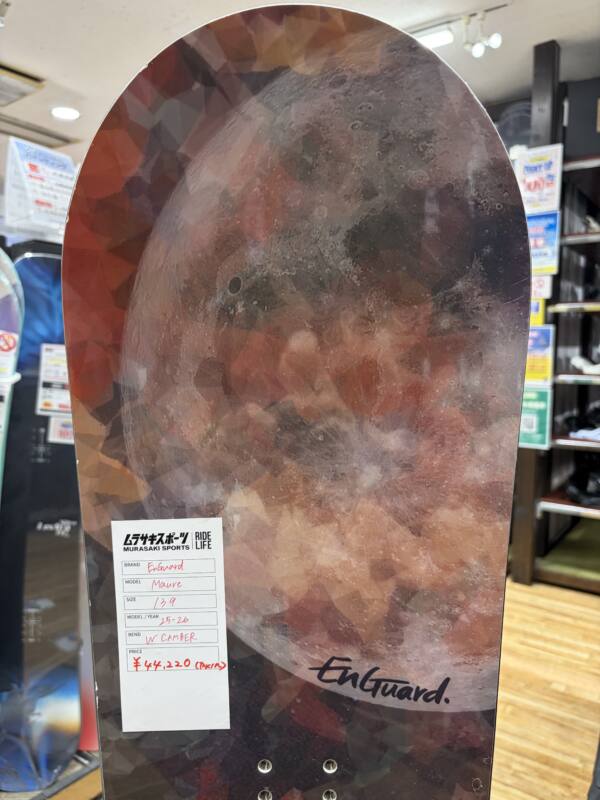 ムラサキスポーツ
MURASAKI SPORTS
RIDE
LIFE
BRAND
EnGuard
MODEL
Mauve
SIZE
139
MODEL / YEAR
25-26
BEND
W CAMBER
PRICE
¥44,220
EnGuard.